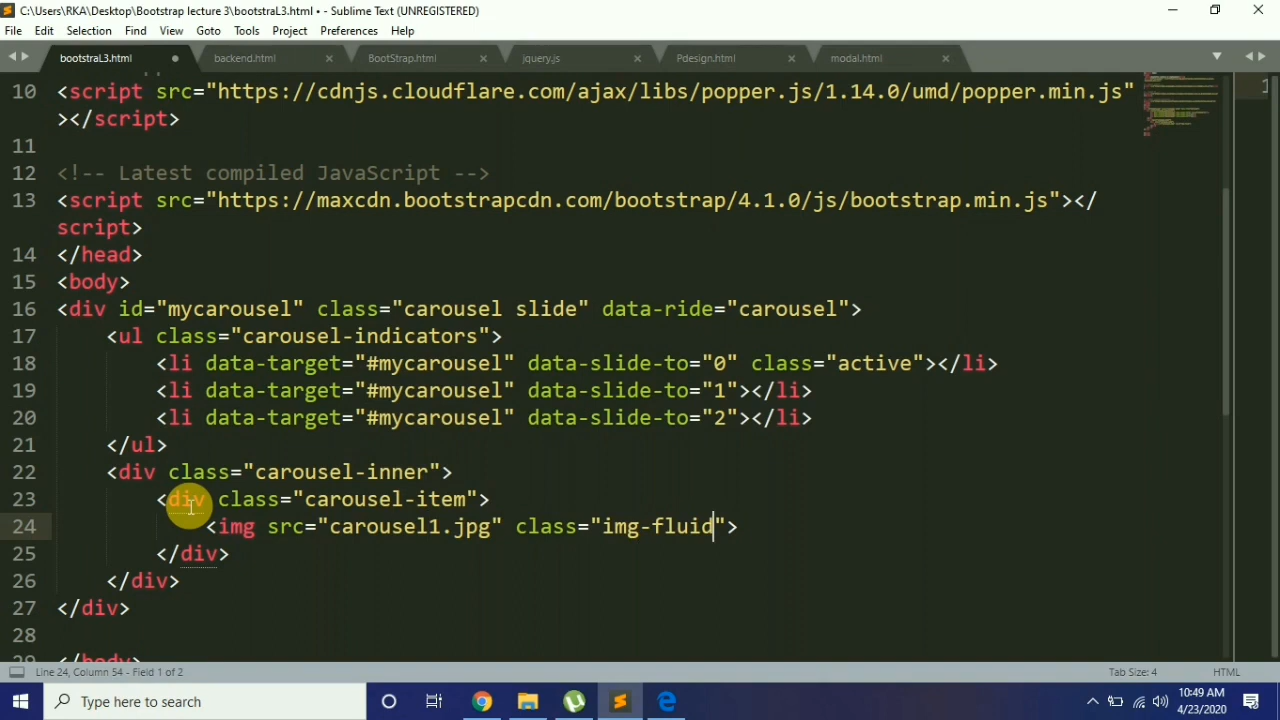 C:\Users\RKA\Desktop\Bootstrap lecture 3\bootstraL3.html • - Sublime Text (UNREGISTERED)
File Edit Selection Find View Goto Tools Project Preferences Help
bootstraL3.html backend.html BootStrap.html jquery.js Pdesign.html modal.html
10 <script src="https://cdnjs.cloudflare.com/ajax/libs/popper.js/1.14.0/umd/popper.min.js"
></script>
11
12 <!-- Latest compiled JavaScript -->
13 <script src="https://maxcdn.bootstrapcdn.com/bootstrap/4.1.0/js/bootstrap.min.js"></
script>
14 </head>
15 <body>
16 <div id="mycarousel" class="carousel slide" data-ride="carousel">
17 <ul class="carousel-indicators">
18 <li data-target="#mycarousel" data-slide-to="0" class="active"></li>
19 <li data-target="#mycarousel" data-slide-to="1"></li>
20 <li data-target="#mycarousel" data-slide-to="2"></li>
21 </ul>
22 <div class="carousel-inner">
23 <div class="carousel-item">
24 <img src="carousel1.jpg" class="img-fluid">
25 </div>
26 </div>
27 </div>
28
29 </body>
Line 24, Column 54 - Field 1 of 2 Tab Size: 4 HTML
Type here to search
10:49 AM
4/23/2020